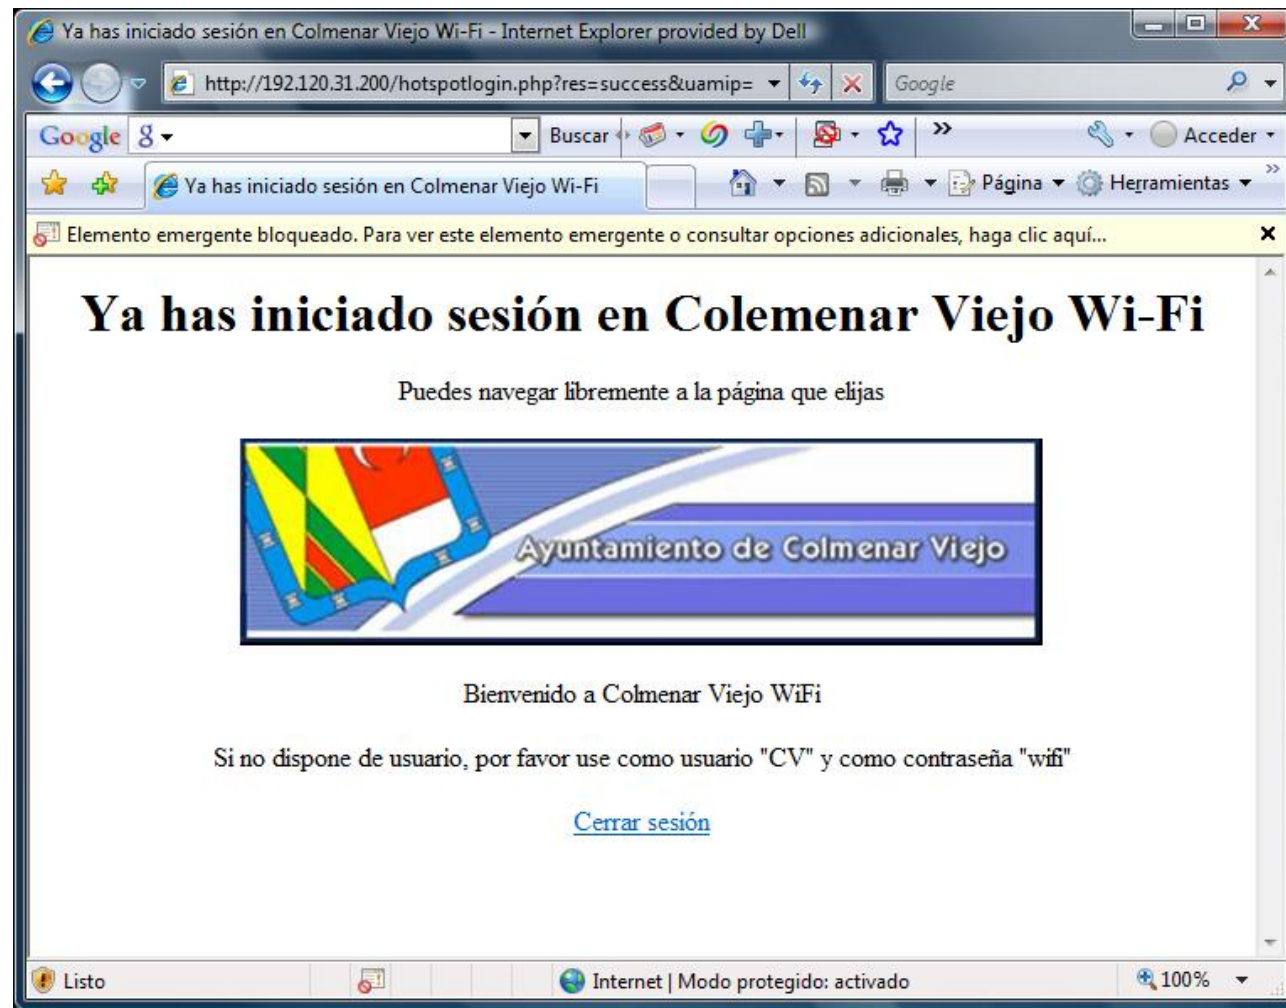 Ya has iniciado sesión en Colmenar Viejo Wi-Fi - Internet Explorer provided by Dell
http://192.120.31.200/hotspotlogin.php?res=success&uamip=
Google
Google g Buscar » Acceder
Ya has iniciado sesión en Colmenar Viejo Wi-Fi Página Herramientas »
Elemento emergente bloqueado. Para ver este elemento emergente o consultar opciones adicionales, haga clic aquí...
Ya has iniciado sesión en Colemenar Viejo Wi-Fi
Puedes navegar libremente a la página que elijas
Ayuntamiento de Colmenar Viejo
Bienvenido a Colmenar Viejo WiFi
Si no dispone de usuario, por favor use como usuario "CV" y como contraseña "wifi"
Cerrar sesión
Listo Internet | Modo protegido: activado 100%